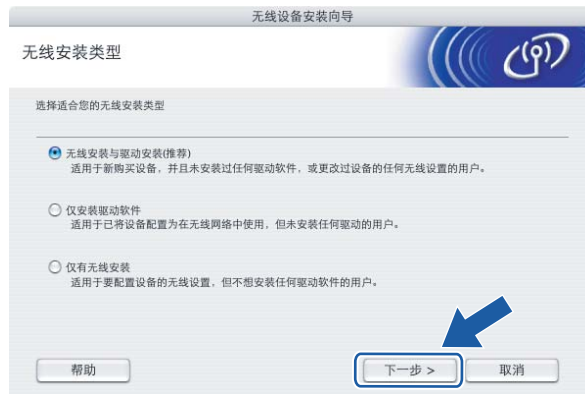 无线设备安装向导
无线安装类型
选择适合您的无线安装类型
无线安装与驱动安装(推荐)
适用于新购买设备，并且未安装过任何驱动软件，或更改过设备的任何无线设置的用户。
仅安装驱动软件
适用于已将设备配置为在无线网络中使用，但未安装任何驱动的用户。
仅有无线安装
适用于要配置设备的无线设置，但不想安装任何驱动软件的用户。
帮助
下一步 >
取消